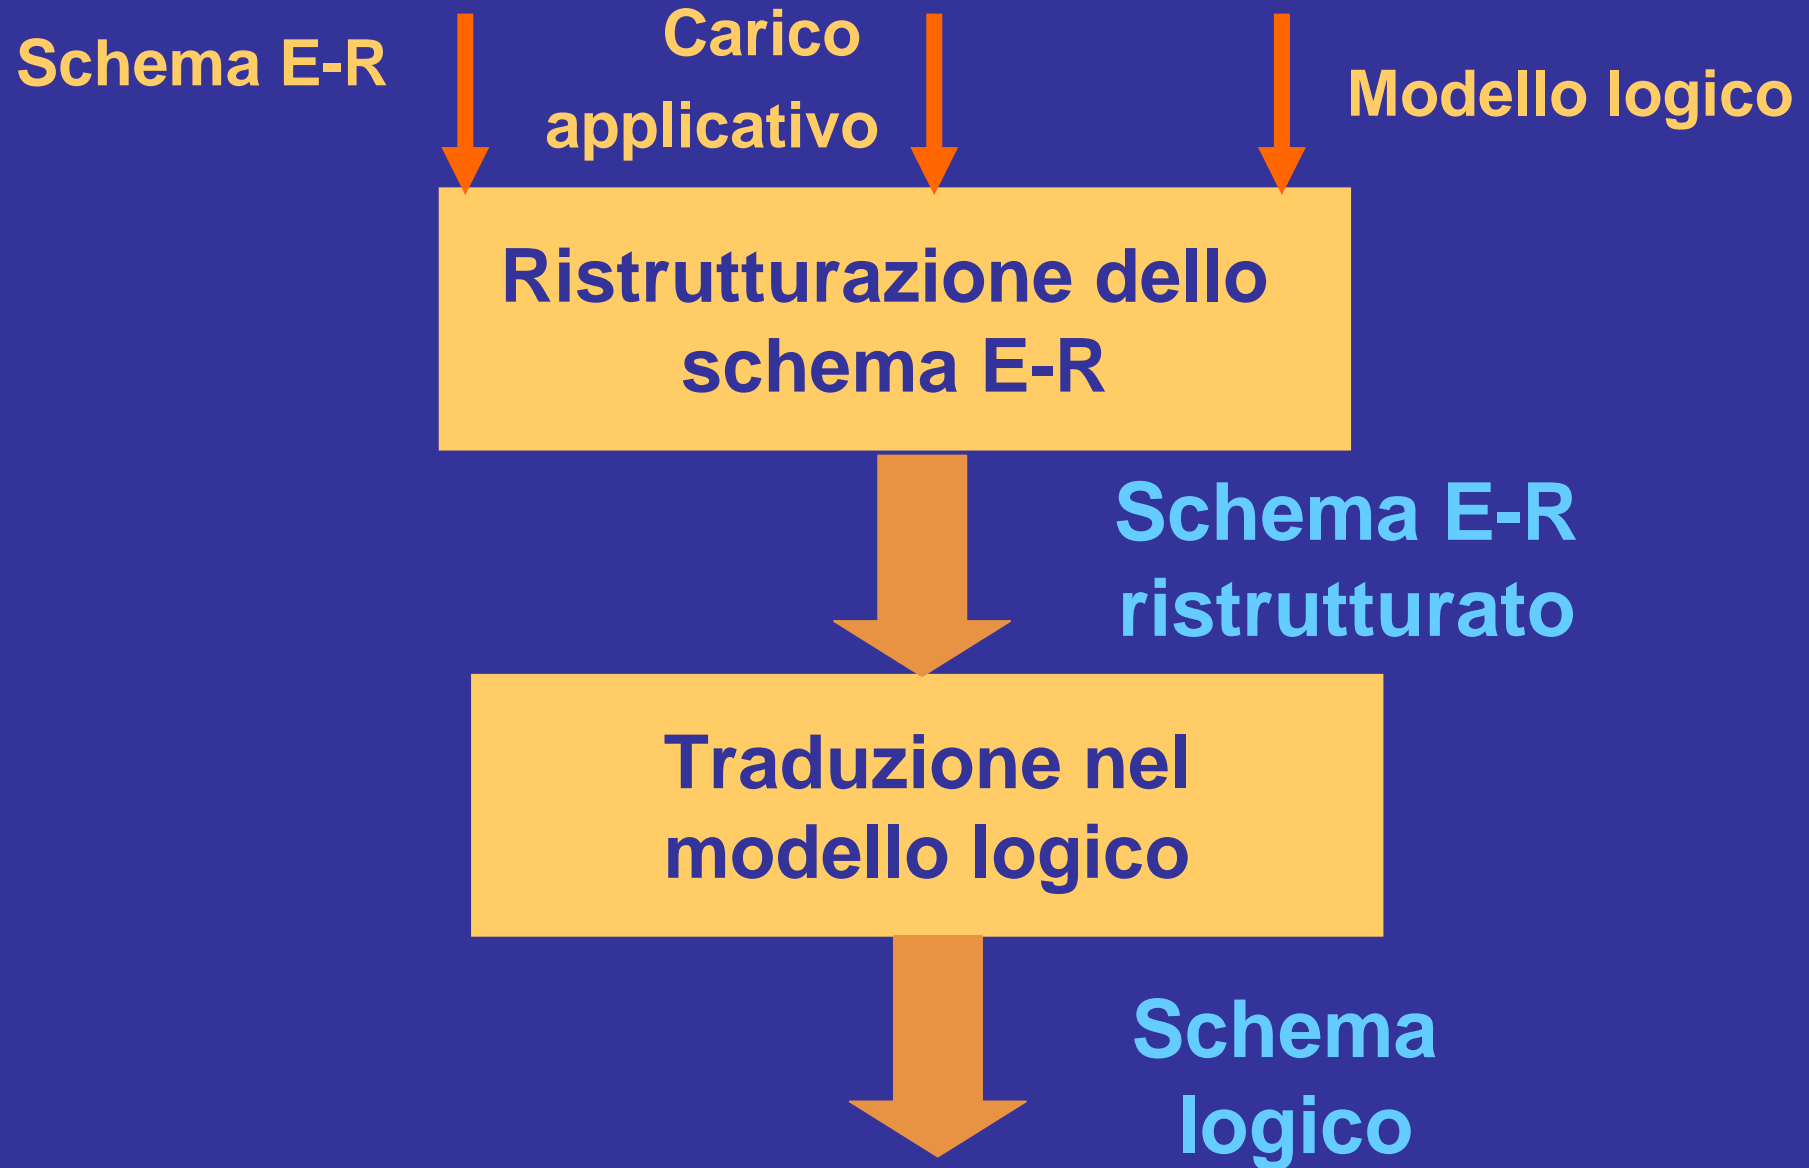 Schema E-R
Carico
applicativo
Modello logico
Ristrutturazione dello
schema E-R
Schema E-R
ristrutturato
Traduzione nel
modello logico
Schema
logico